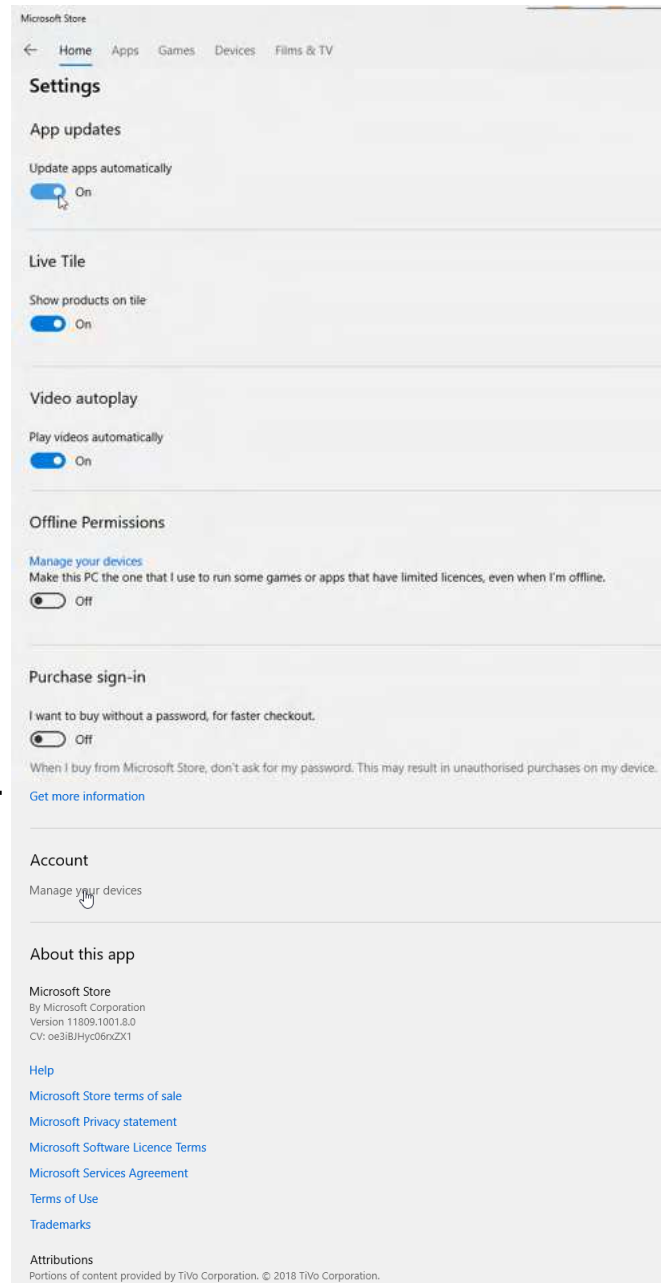 Microsoft Store
Home Apps Games Devices Films & TV
Settings
App updates
Update apps automatically
On
Live Tile
Show products on tile
On
Video autoplay
Play videos automatically
On
Offline Permissions
Manage your devices
Make this PC the one that I use to run some games or apps that have limited licences, even when I'm offline.
Off
Purchase sign-in
I want to buy without a password, for faster checkout.
Off
When I buy from Microsoft Store, don't ask for my password. This may result in unauthorised purchases on my device.
Get more information
Account
Manage your devices
About this app
Microsoft Store
By Microsoft Corporation
Version 11809.1001.8.0
CV: oe3iBJHyc06rxZX1
Help
Microsoft Store terms of sale
Microsoft Privacy statement
Microsoft Software Licence Terms
Microsoft Services Agreement
Terms of Use
Trademarks
Attributions
Portions of content provided by TiVo Corporation. © 2018 TiVo Corporation.